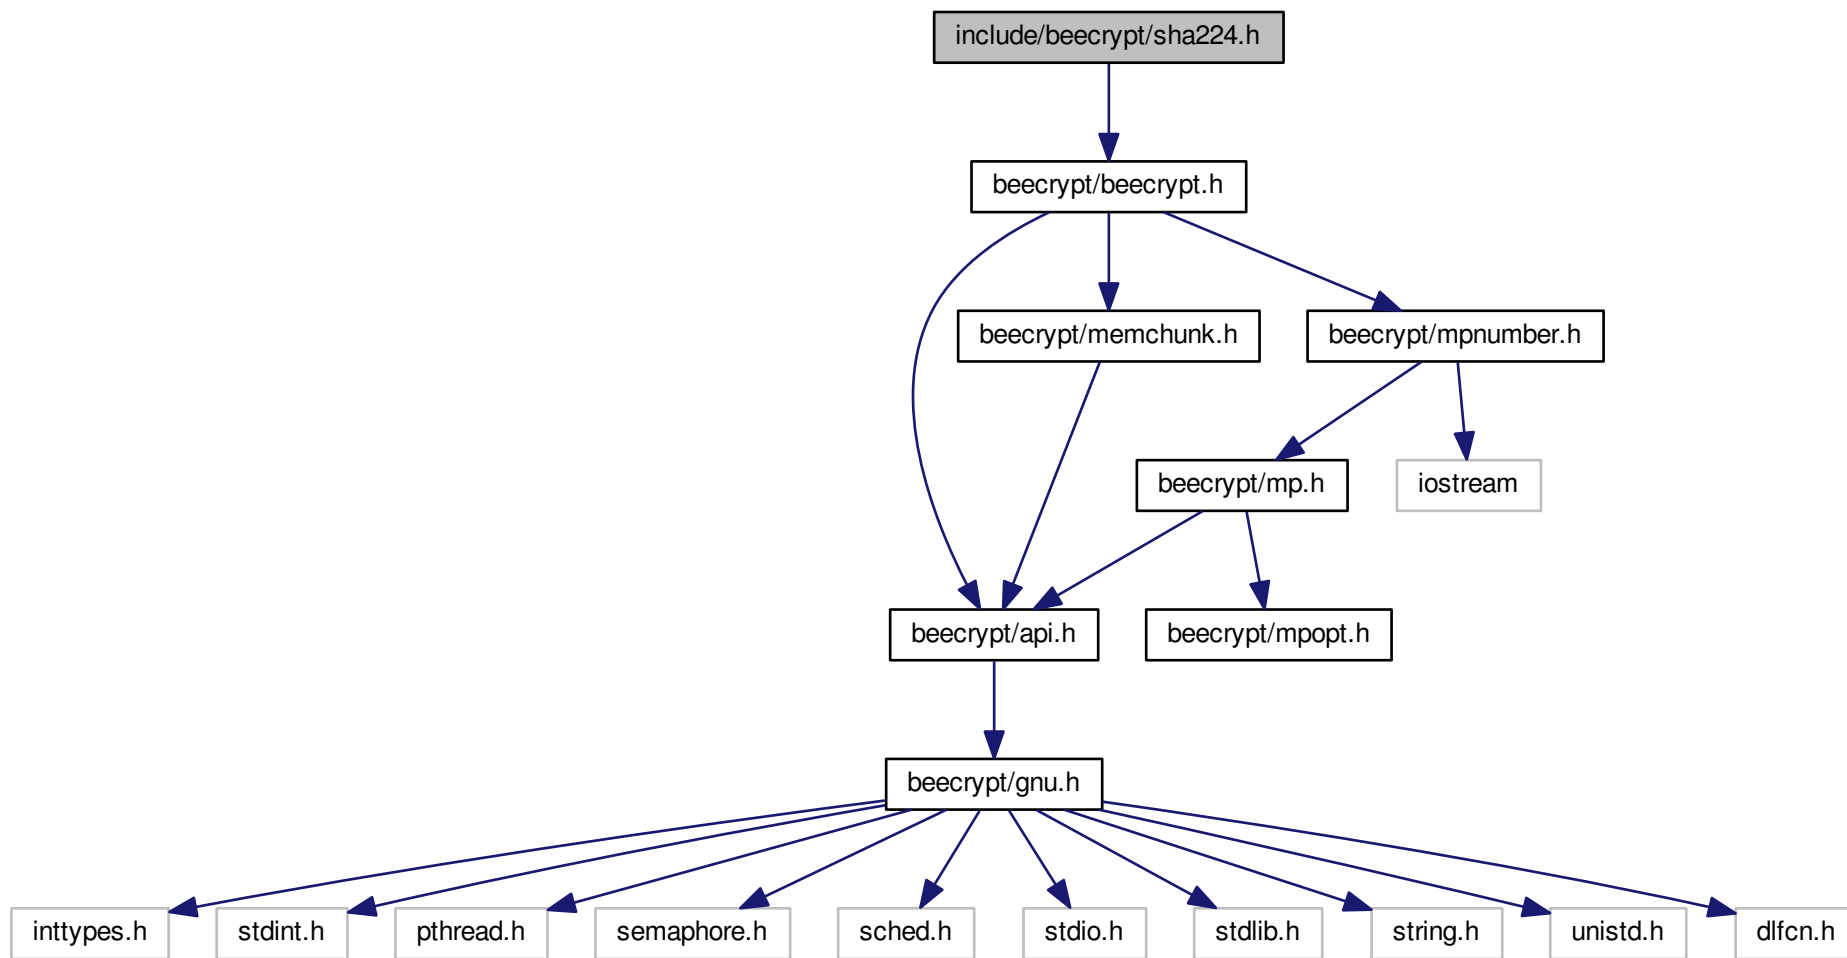 include/beecrypt/sha224.h
beecrypt/beecrypt.h
beecrypt/memchunk.h
beecrypt/mpnumber.h
beecrypt/mp.h
iostream
beecrypt/api.h
beecrypt/mpopt.h
beecrypt/gnu.h
inttypes.h
stdint.h
pthread.h
semaphore.h
sched.h
stdio.h
stdlib.h
string.h
unistd.h
dlfcn.h